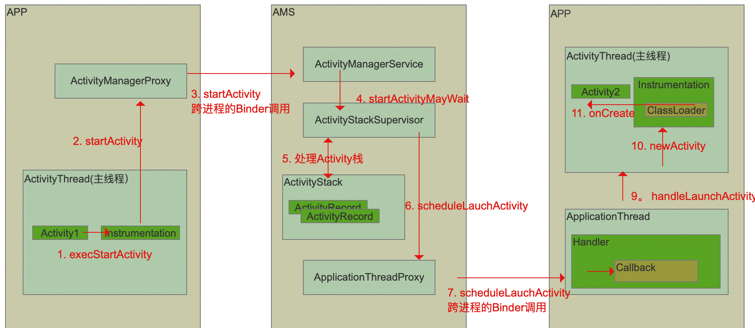 APP
ActivityManagerProxy
2. startActivity
ActivityThread(主线程)
Activity1
Instrumentation
1. execStartActivity
3. startActivity
跨进程的Binder调用
AMS
ActivityManagerService
4. startActivityMayWait
ActivityStackSupervisor
5. 处理Activity栈
ActivityStack
ActivityRecord
ActivityRecord
6. scheduleLauchActivity
ApplicationThreadProxy
7. scheduleLauchActivity
跨进程的Binder调用
APP
ActivityThread(主线程)
Activity2
Instrumentation
ClassLoader
11. onCreate
10. newActivity
9。 handleLaunchActivity
ApplicationThread
Handler
Callback